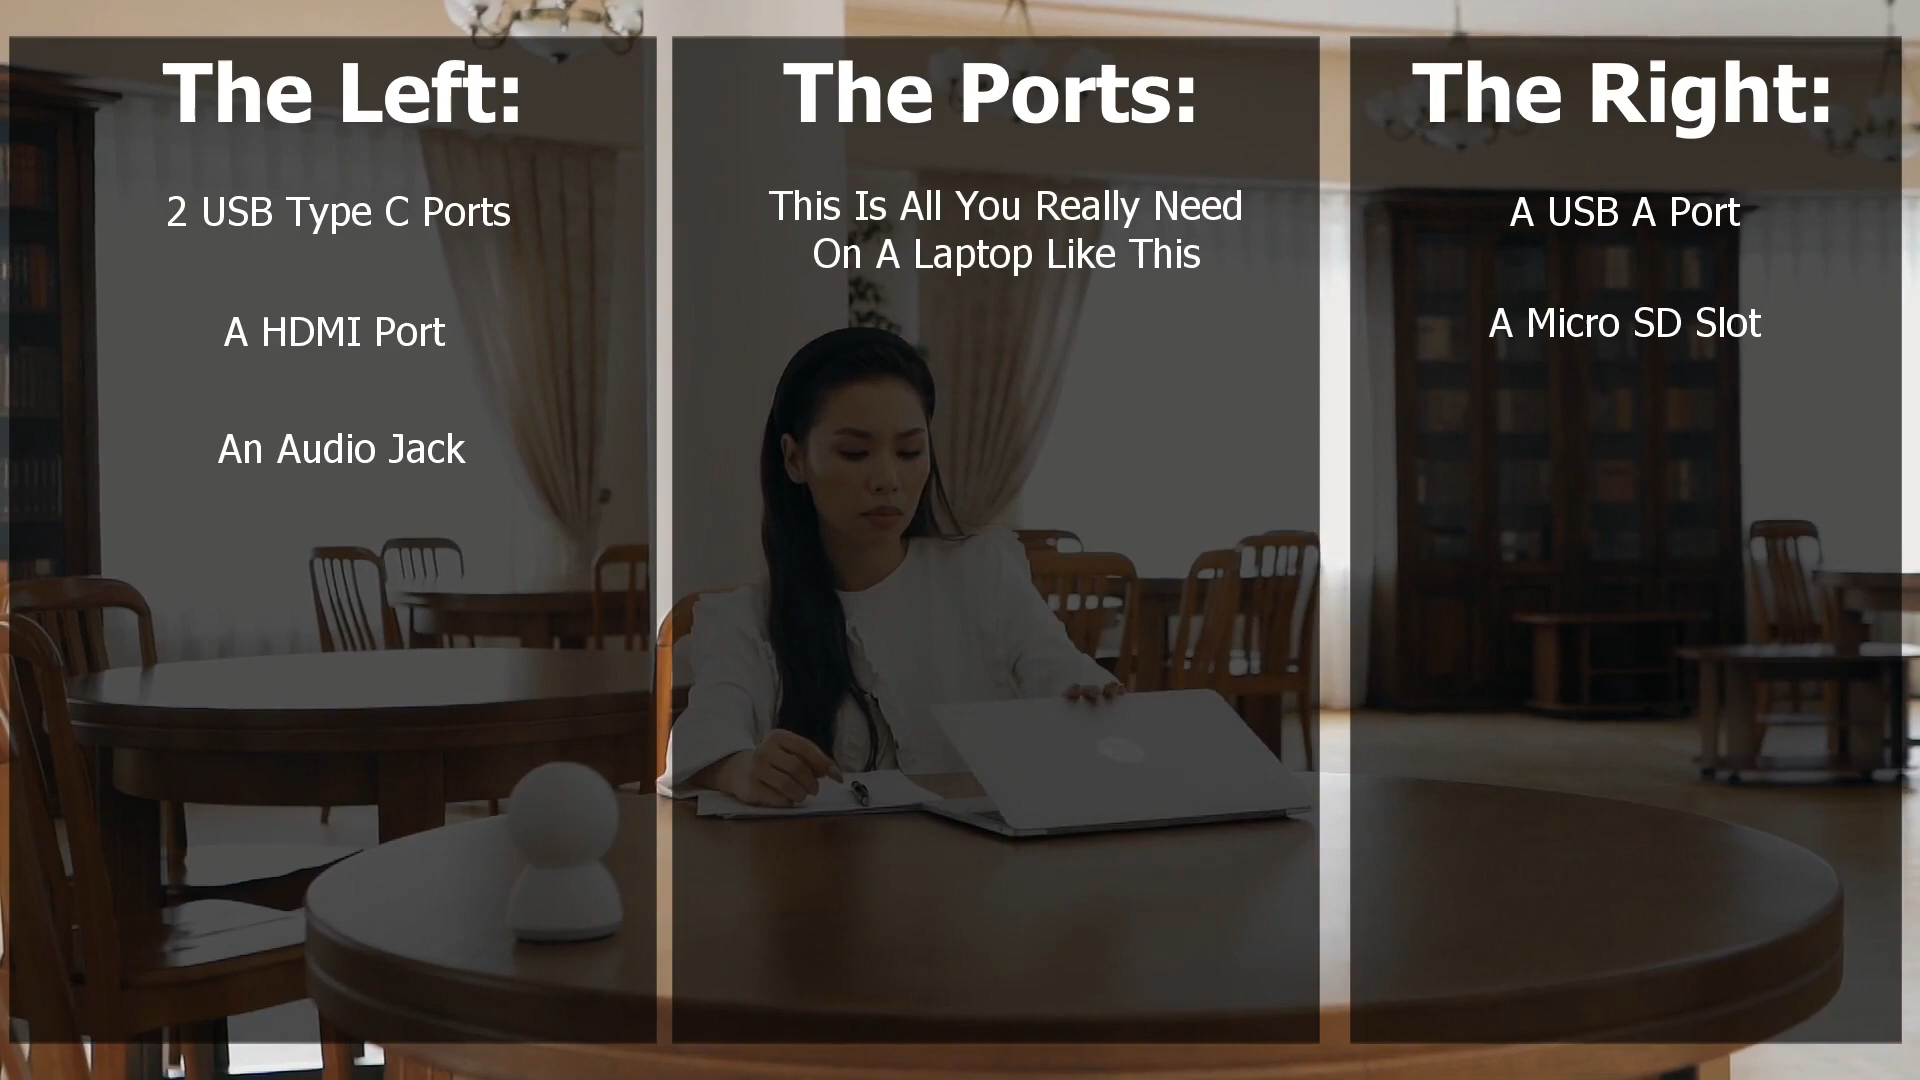 The Left:
2 USB Type C Ports
A HDMI Port
An Audio Jack
The Ports:
This Is All You Really Need
On A Laptop Like This
The Right:
A USB A Port
A Micro SD Slot